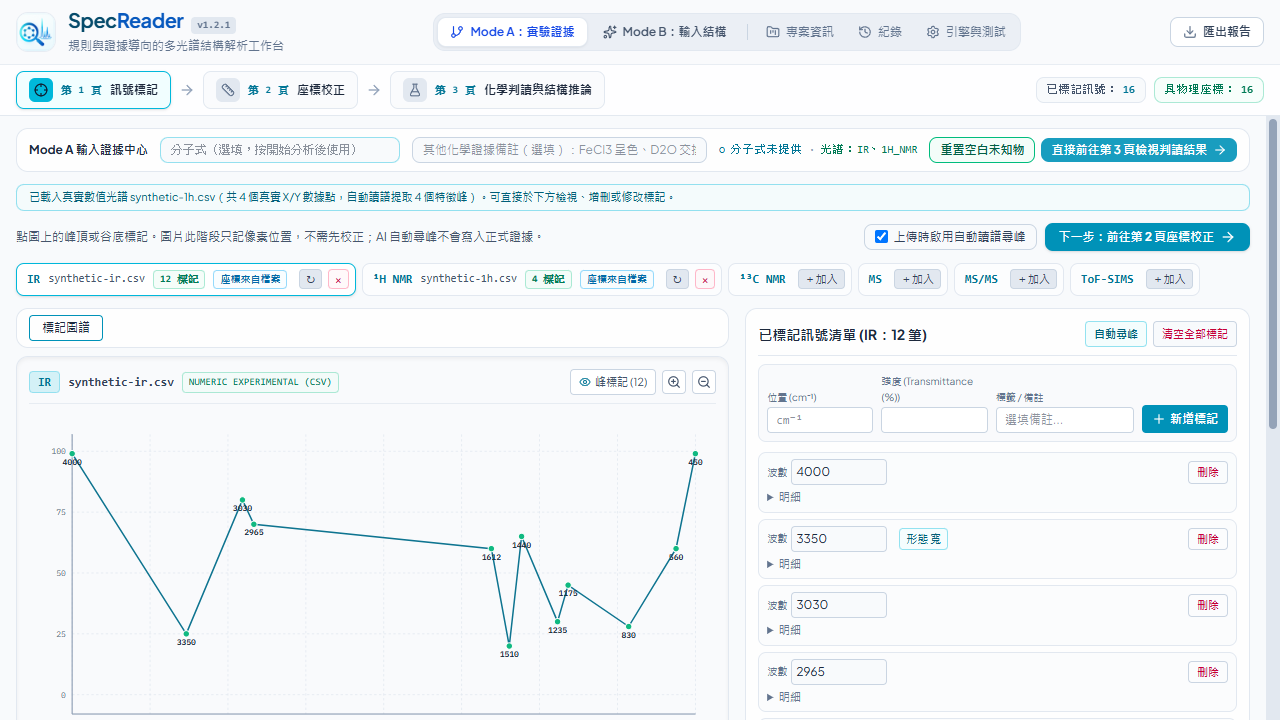 SpecReader v1.2.1
規則與證據導向的多光譜結構解析工作台
Mode A：實驗證據
Mode B：輸入結構
專案資訊
紀錄
引擎與測試
匯出報告
第 1 頁 訊號標記
第 2 頁 座標校正
第 3 頁 化學判讀與結構推論
已標記訊號： 16
具物理座標： 16
Mode A 輸入證據中心
分子式（選填，按開始分析後使用）
其他化學證據備註（選填）：FeCl3 呈色、D2O 交換
分子式未提供 · 光譜：IR、1H_NMR
重置空白未知物
直接前往第 3 頁檢視判讀結果
已載入真實數值光譜 synthetic-1h.csv（共 4 個真實 X/Y 數據點，自動讀譜提取 4 個特徵峰）。可直接於下方檢視、增刪或修改標記。
點圖上的峰頂或谷底標記。圖片此階段只記像素位置，不需先校正；AI 自動尋峰不會寫入正式證據。
上傳時啟用自動讀譜尋峰
下一步：前往第 2 頁座標校正
IR synthetic-ir.csv 12 標記 座標來自檔案 ↻ ×
¹H NMR synthetic-1h.csv 4 標記 座標來自檔案 ↻ ×
¹³C NMR ＋加入
MS ＋加入
MS/MS ＋加入
ToF-SIMS ＋加入
標記圖譜
IR synthetic-ir.csv NUMERIC EXPERIMENTAL (CSV)
峰標記 (12)
100
75
50
25
0
4000
3350
3030
2965
1612
1510
1440
1235
1175
830
560
450
已標記訊號清單 (IR：12 筆)
自動尋峰
清空全部標記
位置 (cm⁻¹)
cm⁻¹
強度 (Transmittance
(%))
標籤 / 備註
選填備註...
新增標記
波數 4000 刪除
▶ 明細
波數 3350 形態 寬 刪除
▶ 明細
波數 3030 刪除
▶ 明細
波數 2965 刪除
▶ 明細